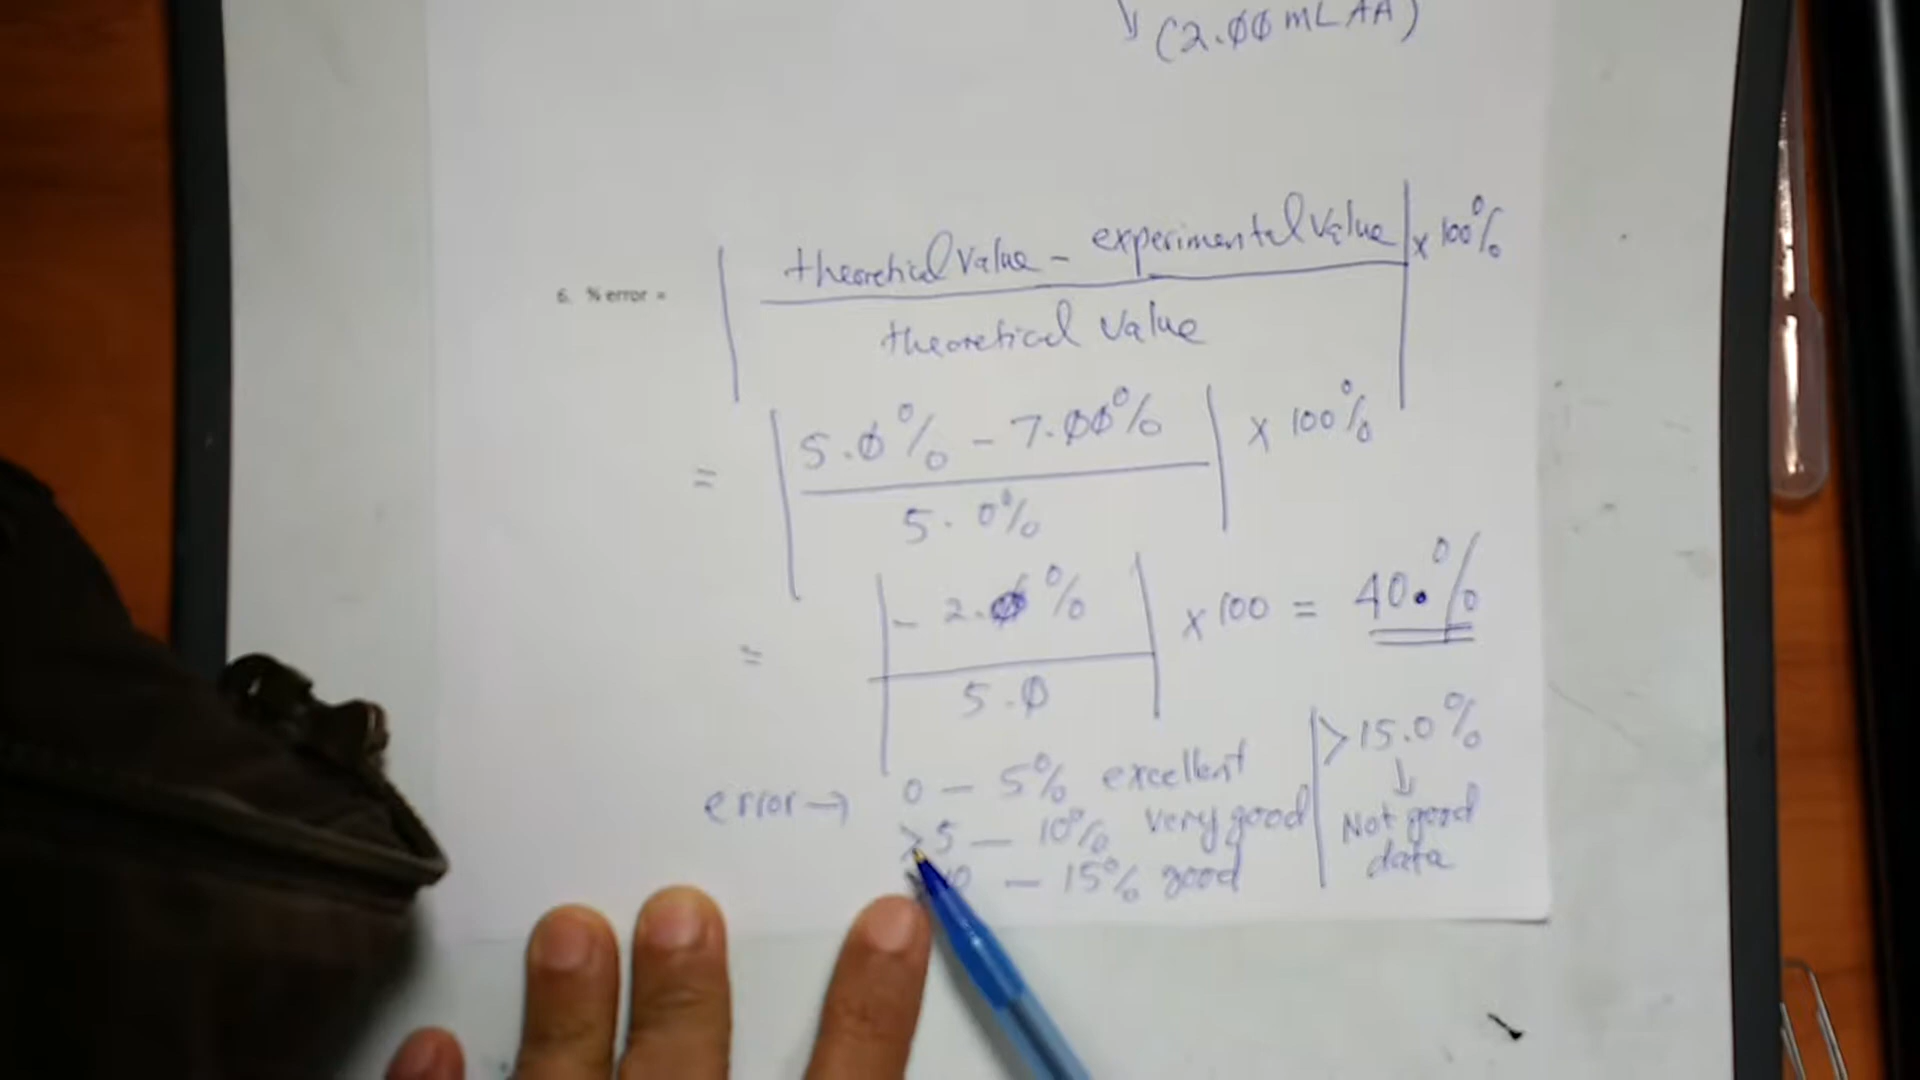 (2.00 mL AA)
theoretical value - experimental value x 100%
6. % error =
theoretical value
5.0% - 7.00% x 100%
=
5.0%
- 2.0% x 100 = 40.%
=
5.0
> 15.0%
error → 0 - 5% excellent
>5 - 10% very good
10 - 15% good
↓
Not good
data